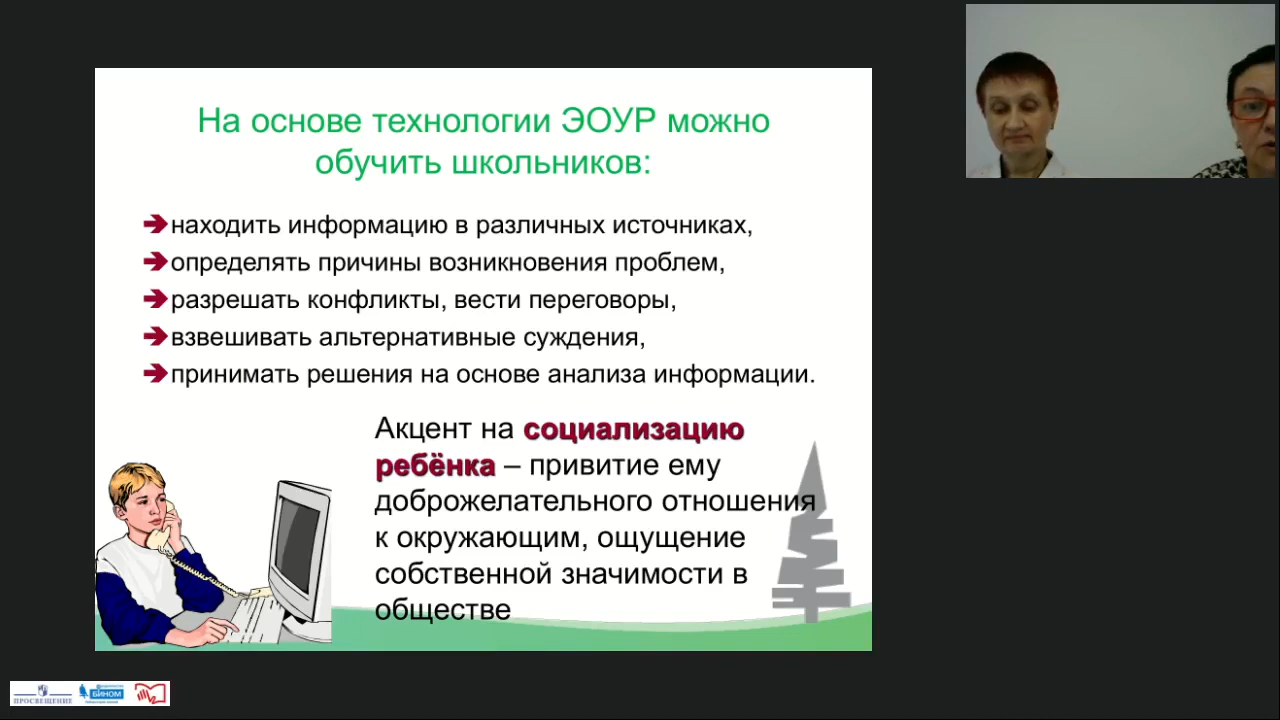 На основе технологии ЭОУР можно
обучить школьников:
находить информацию в различных источниках,
определять причины возникновения проблем,
разрешать конфликты, вести переговоры,
взвешивать альтернативные суждения,
принимать решения на основе анализа информации.
Акцент на социализацию
ребёнка – привитие ему
доброжелательного отношения
к окружающим, ощущение
собственной значимости в
обществе
ПРОСВЕЩЕНИЕ
БИНОМ